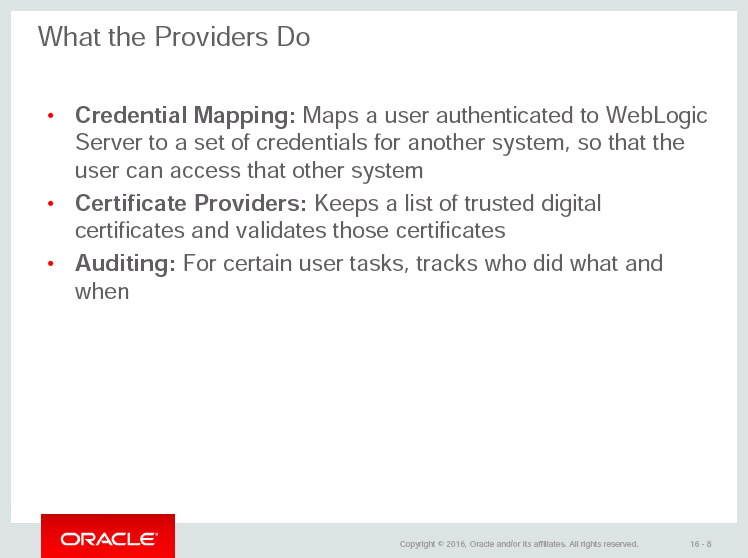 What the Providers Do
• Credential Mapping: Maps a user authenticated to WebLogic
Server to a set of credentials for another system, so that the
user can access that other system
• Certificate Providers: Keeps a list of trusted digital
certificates and validates those certificates
• Auditing: For certain user tasks, tracks who did what and
when
ORACLE®
Copyright © 2016, Oracle and/or its affiliates. All rights reserved.
16 - 8